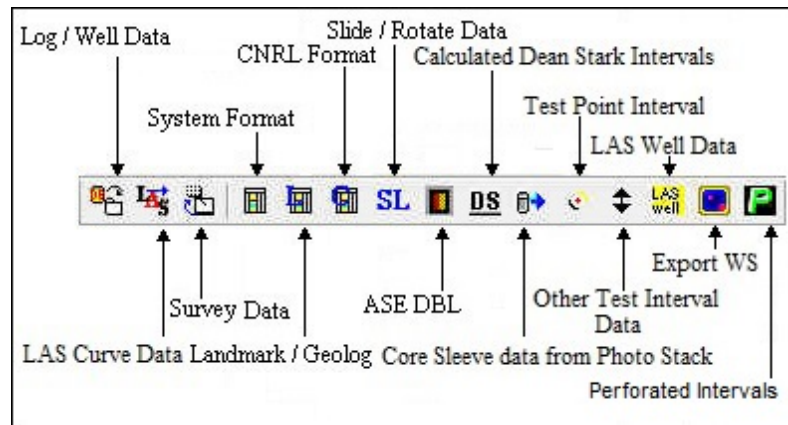 Slide / Rotate Data
Log / Well Data
CNRL Format
Calculated Dean Stark Intervals
System Format
Test Point Interval
LAS Well Data
LAS
SL
DS
LAS
well
P
Export WS
Survey Data
ASE DBL
Other Test Interval
Data
LAS Curve Data
Landmark / Geolog
Core Sleeve data from Photo Stack
Perforated Intervals